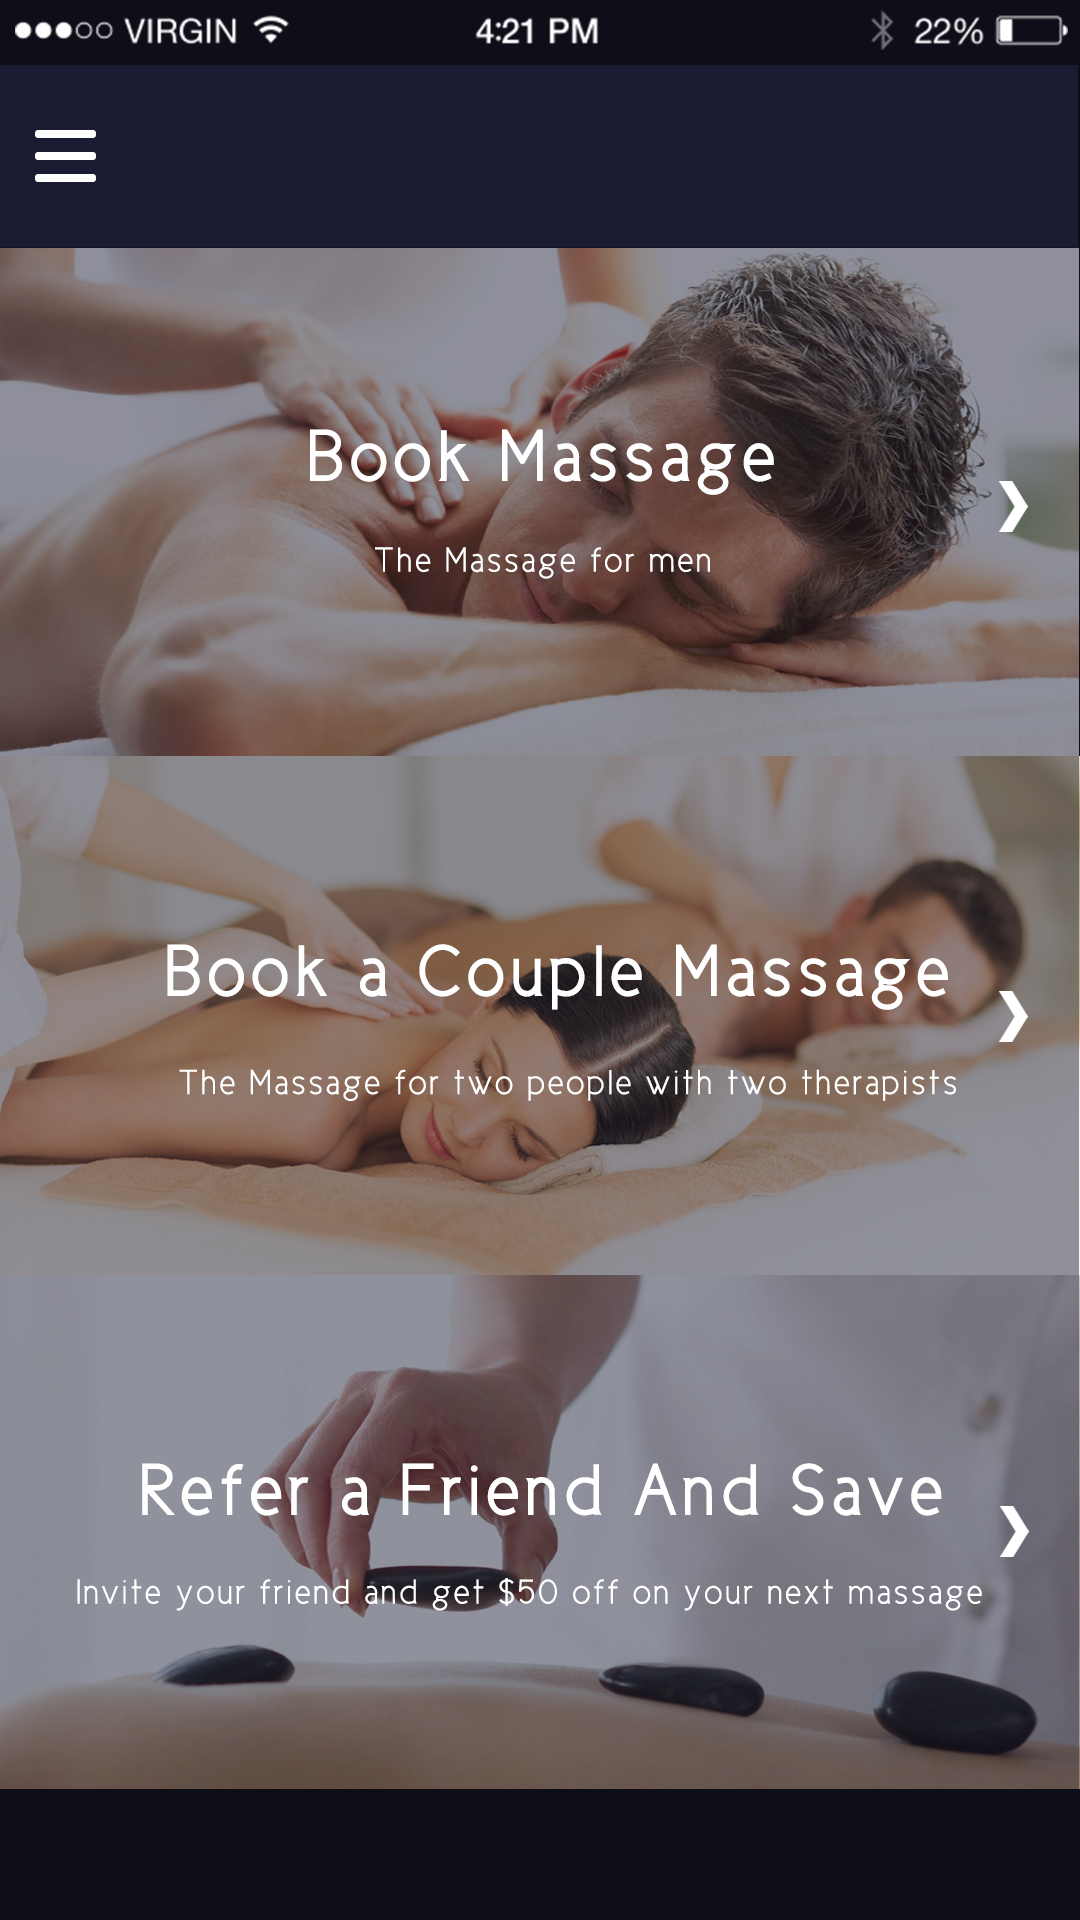 VIRGIN 4:21 PM 22%
Book Massage
The Massage for men
Book a Couple Massage
The Massage for two people with two therapists
Refer a Friend And Save
Invite your friend and get $50 off on your next massage